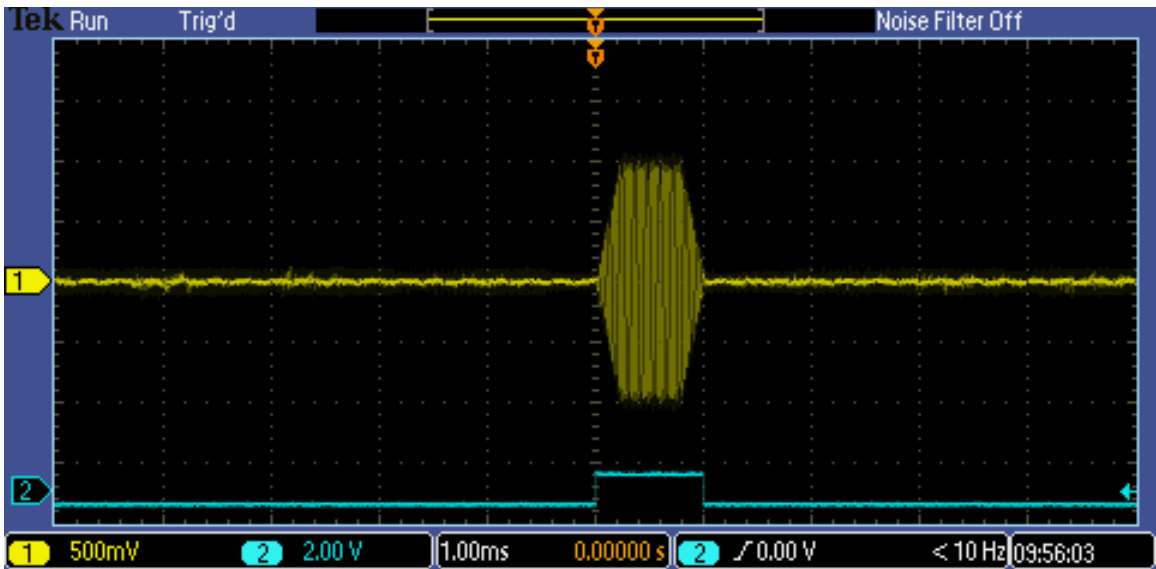 Tek Run Trig'd Noise Filter Off
T
T
1
2
1 500mV 2 2.00 V 1.00ms 0.00000 s 2 0.00 V < 10 Hz 09:56:03